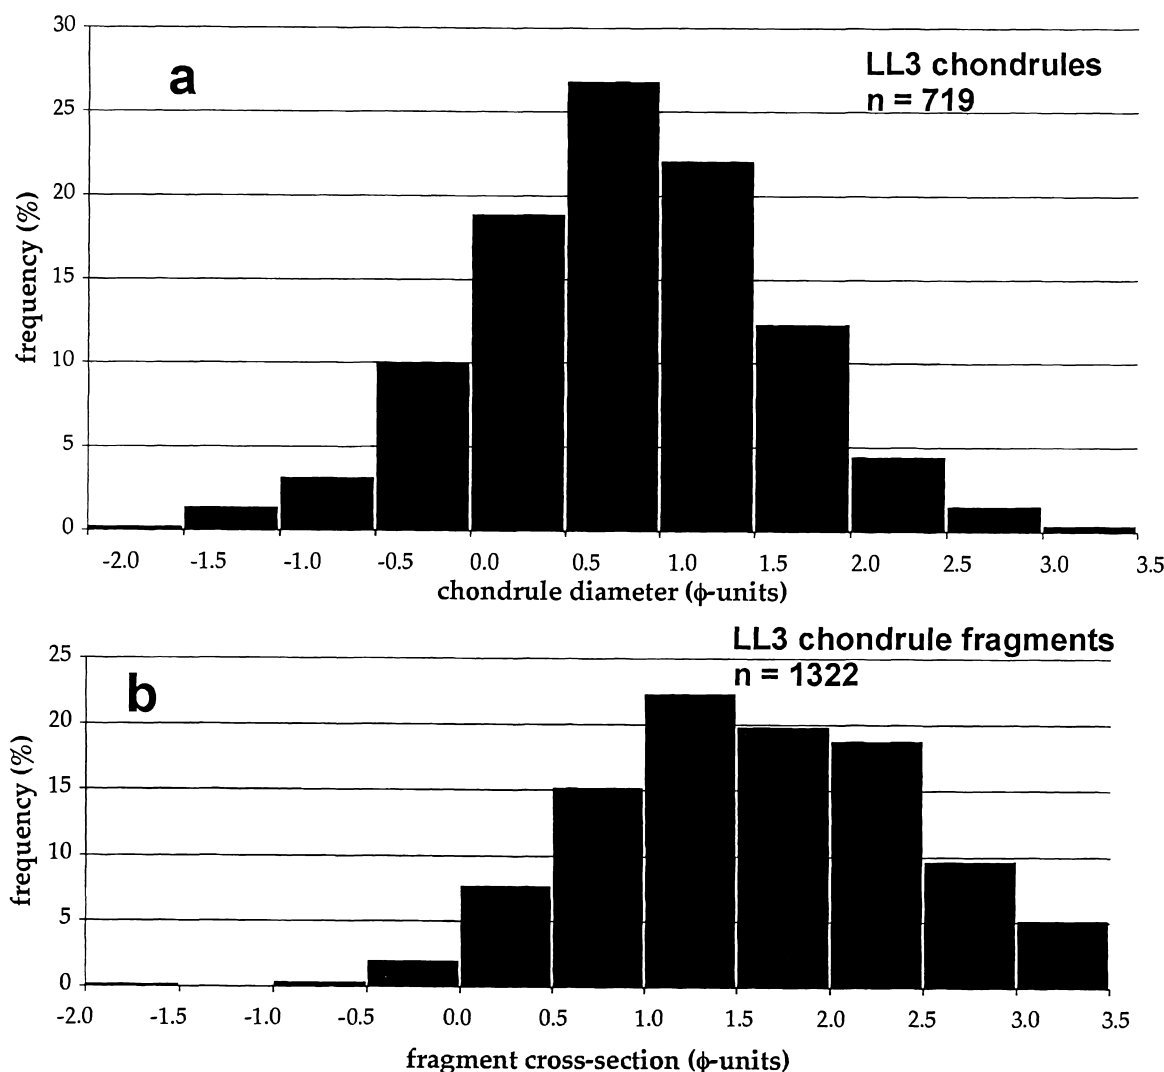 30
a
LL3 chondrules
n = 719
25
20
15
10
5
0
frequency (%)
-2.0 -1.5 -1.0 -0.5 0.0 0.5 1.0 1.5 2.0 2.5 3.0 3.5
chondrule diameter (ϕ-units)
LL3 chondrule fragments
n = 1322
25
b
20
15
10
5
0
frequency (%)
-2.0 -1.5 -1.0 -0.5 0.0 0.5 1.0 1.5 2.0 2.5 3.0 3.5
fragment cross-section (ϕ-units)